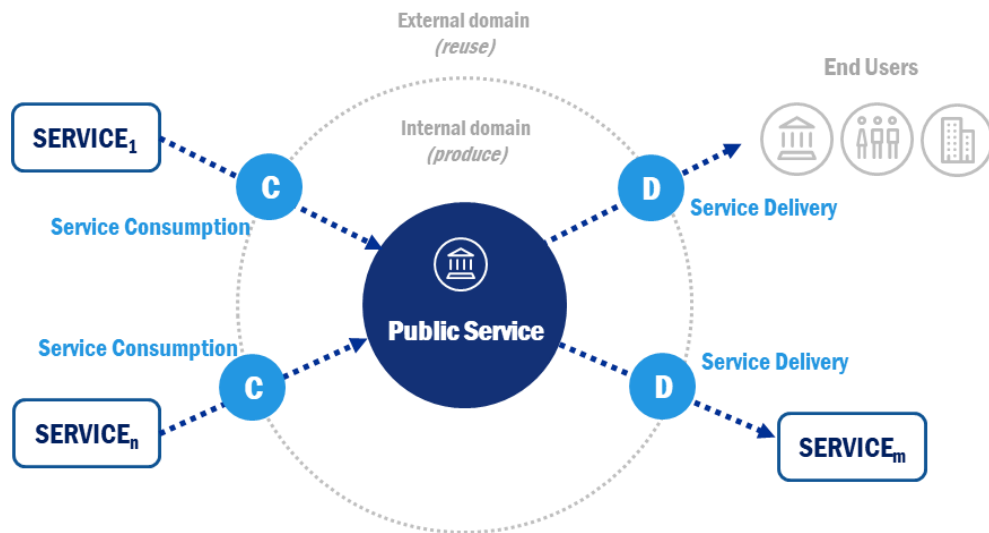 External domain
(reuse)
End Users
SERVICE1
Internal domain
(produce)
C
D
Service Consumption
Service Delivery
Public Service
Service Consumption
Service Delivery
C
D
SERVICEn
SERVICEm